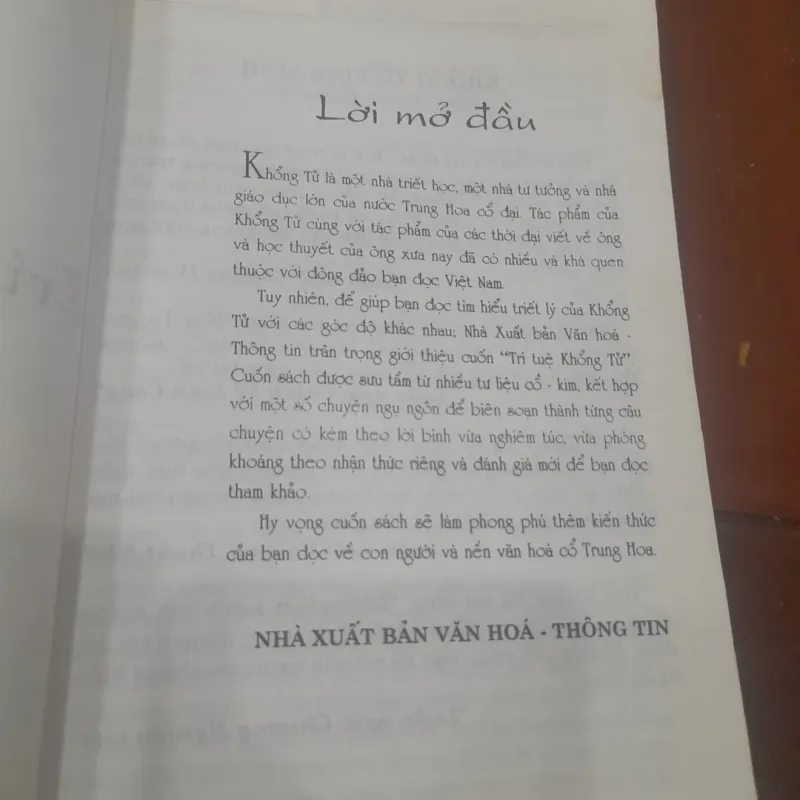 Lời mở đầu
Khổng Tử là một nhà triết học, một nhà tư tưởng và nhà
giáo dục lớn của nước Trung Hoa cổ đại. Tác phẩm của
Khổng Tử cùng với tác phẩm của các thời đại viết về ông
và học thuyết của ông xưa nay đã có nhiều và khá quen
thuộc với đông đảo bạn đọc Việt Nam.
Tuy nhiên, để giúp bạn đọc tìm hiểu triết lý của Khổng
Tử với các góc độ khác nhau; Nhà Xuất bản Văn hoá -
Thông tin trân trọng giới thiệu cuốn “Trí tuệ Khổng Tử”.
Cuốn sách được sưu tầm từ nhiều tư liệu cổ - kim, kết hợp
với một số chuyện ngụ ngôn để biên soạn thành từng câu
chuyện có kèm theo lời bình vừa nghiêm túc, vừa phóng
khoáng theo nhận thức riêng và đánh giá mới để bạn đọc
tham khảo.
Hy vọng cuốn sách sẽ làm phong phú thêm kiến thức
của bạn đọc về con người và nền văn hoá cổ Trung Hoa.
NHÀ XUẤT BẢN VĂN HOÁ - THÔNG TIN